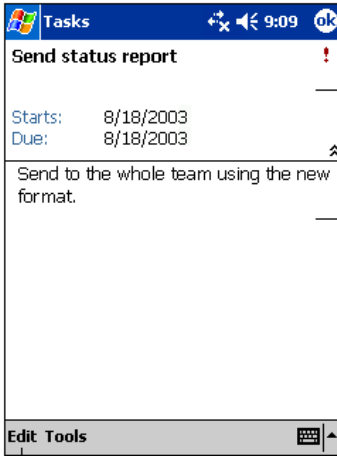 Tasks 9:09 ok
Send status report !
Starts: 8/18/2003
Due: 8/18/2003
Send to the whole team using the new
format.
Edit Tools